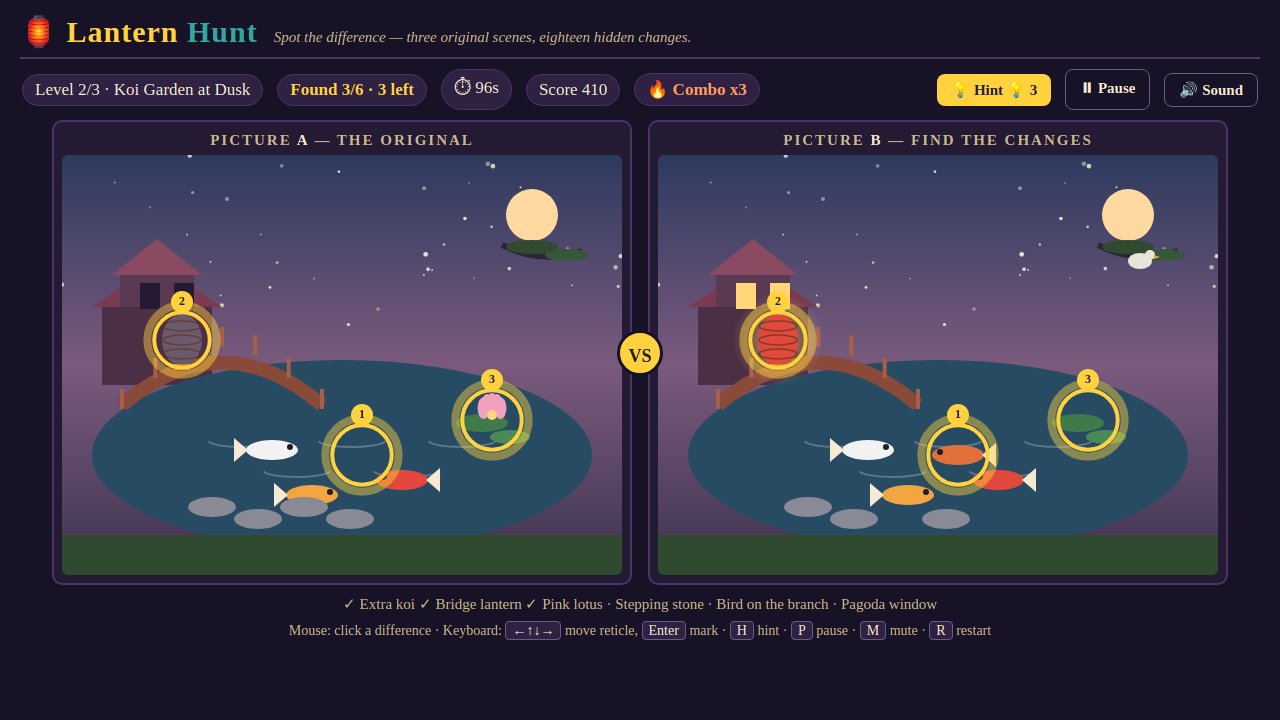 Lantern Hunt Spot the difference — three original scenes, eighteen hidden changes.
Level 2/3 · Koi Garden at Dusk Found 3/6 · 3 left ⏱ 96s Score 410 🔥 Combo x3 💡 Hint 💡 3 ⏸ Pause 🔊 Sound
PICTURE A — THE ORIGINAL
PICTURE B — FIND THE CHANGES
2
3
1
VS
2
3
1
✓ Extra koi ✓ Bridge lantern ✓ Pink lotus · Stepping stone · Bird on the branch · Pagoda window
Mouse: click a difference · Keyboard: ←↑↓→ move reticle, Enter mark · H hint · P pause · M mute · R restart